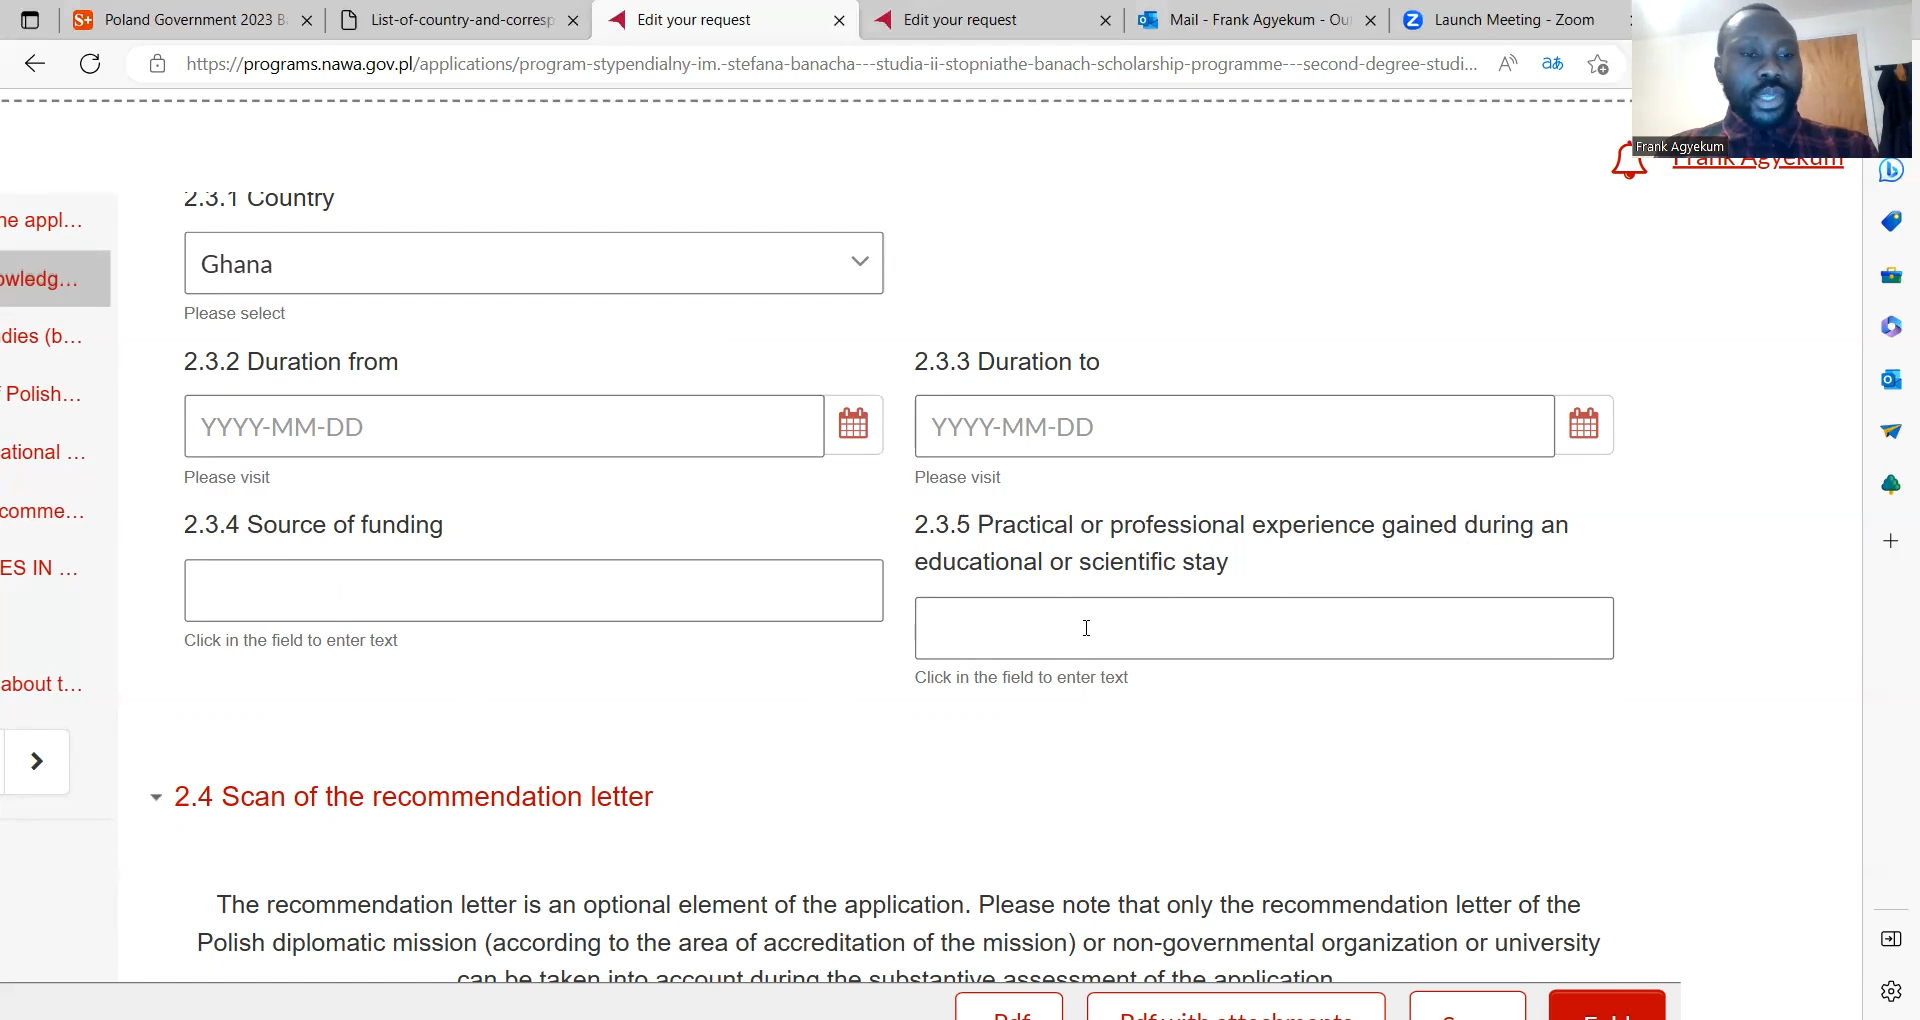 Poland Government 2023 B
List-of-country-and-corresp
Edit your request
Edit your request
Mail - Frank Agyekum - Ou
Launch Meeting - Zoom
https://programs.nawa.gov.pl/applications/program-stypendialny-im.-stefana-banacha---studia-ii-stopniathe-banach-scholarship-programme---second-degree-studi...
Frank Agyekum
Frank Agyekum
ne appl...
owledg...
dies (b...
f Polish...
ational ...
comme...
ES IN ...
about t...
2.3.1 Country
Ghana
Please select
2.3.2 Duration from
2.3.3 Duration to
YYYY-MM-DD
YYYY-MM-DD
Please visit
Please visit
2.3.4 Source of funding
2.3.5 Practical or professional experience gained during an
educational or scientific stay
Click in the field to enter text
Click in the field to enter text
2.4 Scan of the recommendation letter
The recommendation letter is an optional element of the application. Please note that only the recommendation letter of the
Polish diplomatic mission (according to the area of accreditation of the mission) or non-governmental organization or university
can be taken into account during the substantive assessment of the application.
Pdf
Pdf with attachments